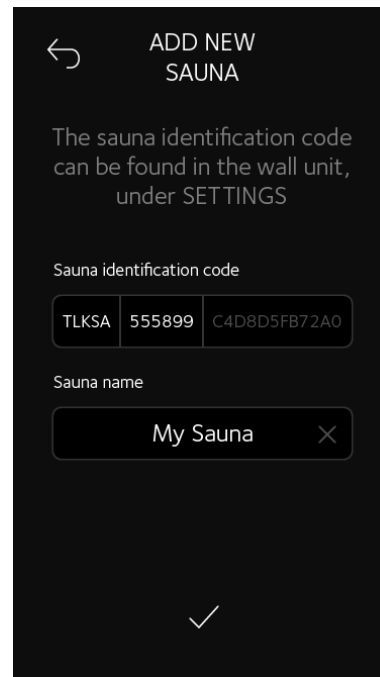 ADD NEW
SAUNA
The sauna identification code
can be found in the wall unit,
under SETTINGS
Sauna identification code
TLKSA 555899 C4D8D5FB72A0
Sauna name
My Sauna